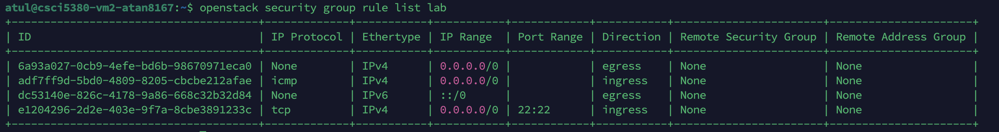 atul@csci5380-vm2-atan8167:~$ openstack security group rule list lab
+--------------------------------------+-------------+-----------+-----------+------------+-----------+-----------------------+----------------------+
| ID                                   | IP Protocol | Ethertype | IP Range  | Port Range | Direction | Remote Security Group | Remote Address Group |
+--------------------------------------+-------------+-----------+-----------+------------+-----------+-----------------------+----------------------+
| 6a93a027-0cb9-4efe-bd6b-98670971eca0 | None        | IPv4      | 0.0.0.0/0 |            | egress    | None                  | None                 |
| adf7ff9d-5bd0-4809-8205-cbcbe212afae | icmp        | IPv4      | 0.0.0.0/0 |            | ingress   | None                  | None                 |
| dc53140e-826c-4178-9a86-668c32b32d84 | None        | IPv6      | ::/0      |            | egress    | None                  | None                 |
| e1204296-2d2e-403e-9f7a-8cbe3891233c | tcp         | IPv4      | 0.0.0.0/0 | 22:22      | ingress   | None                  | None                 |
+--------------------------------------+-------------+-----------+-----------+------------+-----------+-----------------------+----------------------+